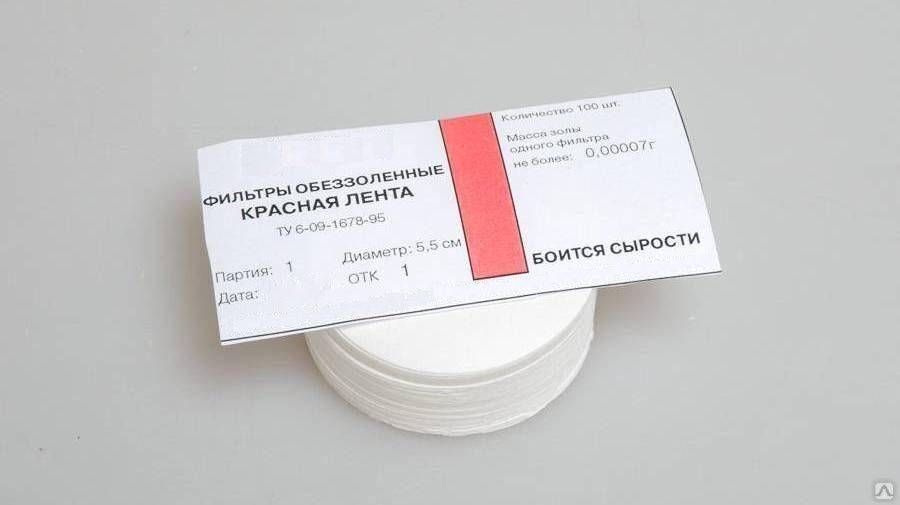 ФИЛЬТРЫ ОБЕЗЗОЛЕННЫЕ
КРАСНАЯ ЛЕНТА
ТУ 6-09-1678-95
Партия: 1
Диаметр: 5,5 см
Дата:
ОТК 1
Количество 100 шт.
Масса золы
одного фильтра
не более: 0,00007г
БОИТСЯ СЫРОСТИ